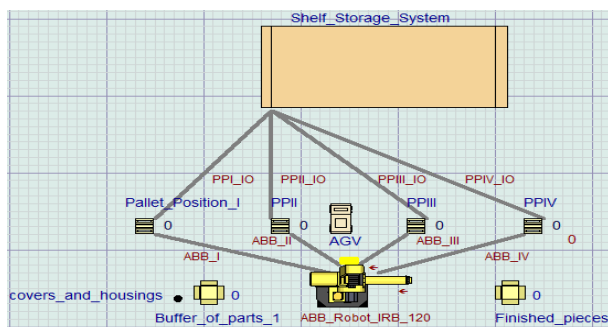 Shelf_Storage_System
PPI_IO PPII_IO PPIII_IO PPIV_IO
Pallet_Position_I PPII PPIII PPIV
0 0 0 0
ABB_II AGV ABB_III 0
ABB_I ABB_IV
covers_and_housings 0 0
Buffer_of_parts_1 ABB_Robot_IRB_120 Finished_pieces